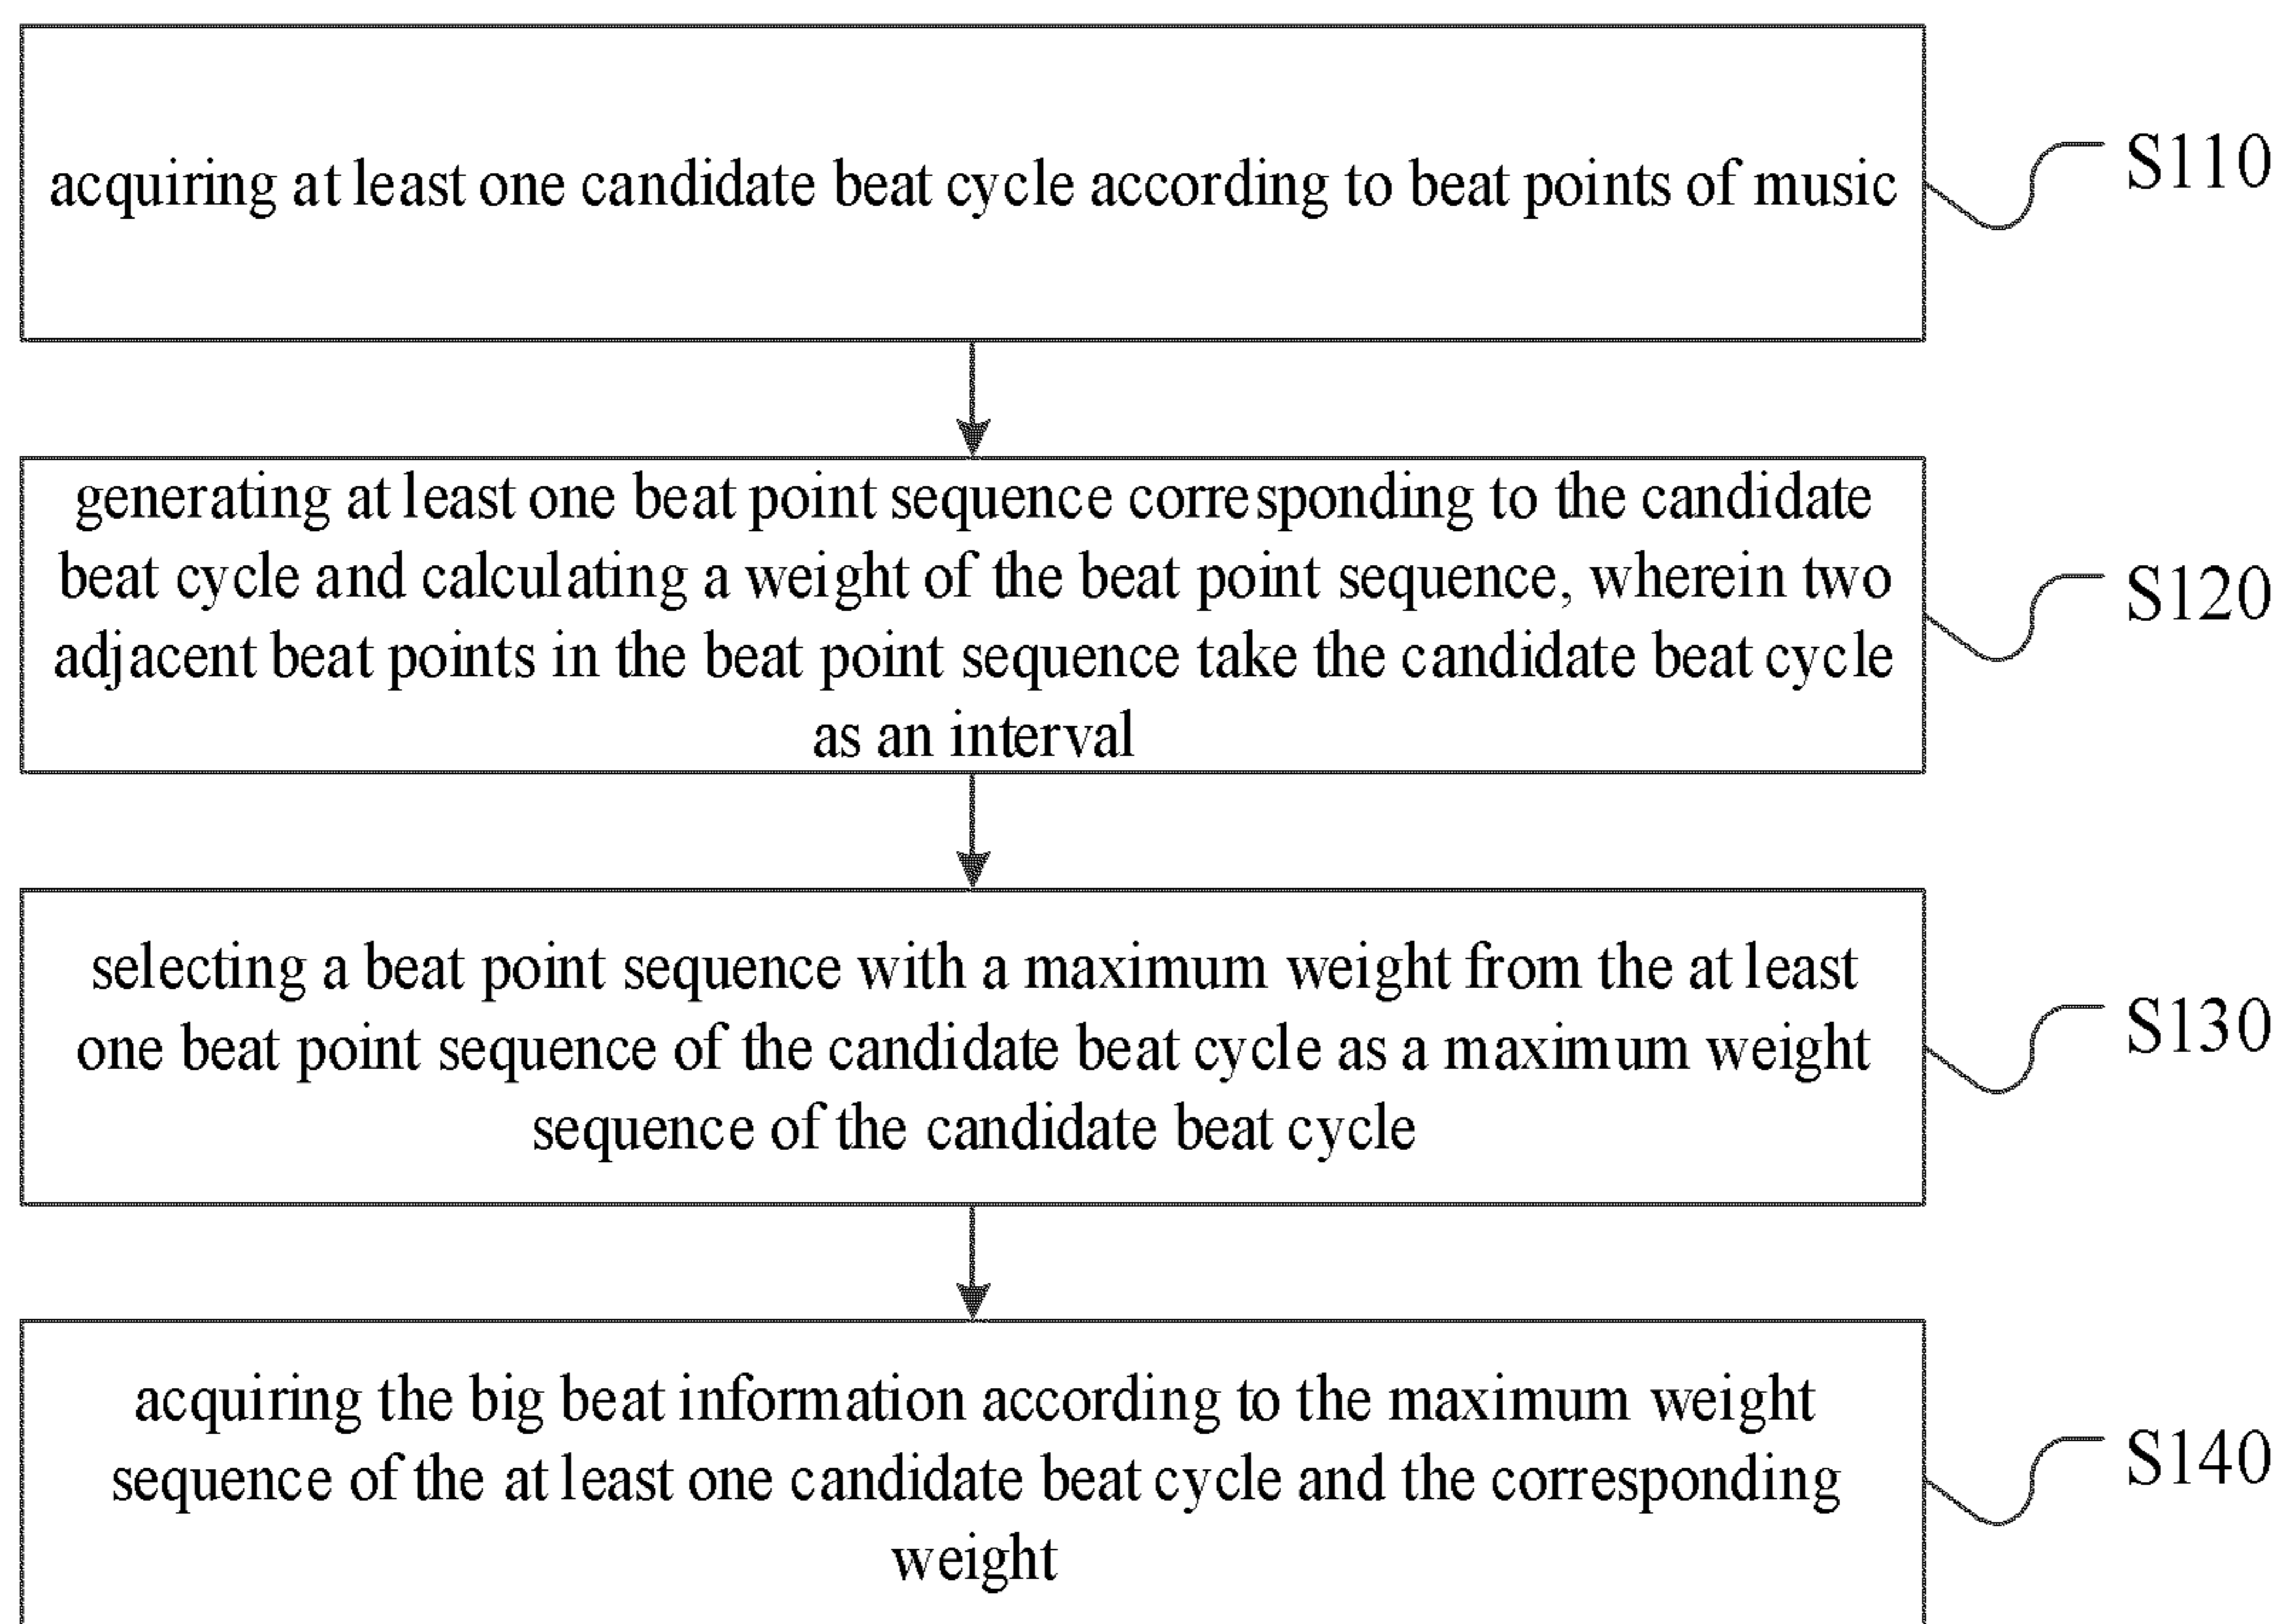 acquiring at least one candidate beat cycle according to beat points of music
S110
generating at least one beat point sequence corresponding to the candidate
beat cycle and calculating a weight of the beat point sequence, wherein two
adjacent beat points in the beat point sequence take the candidate beat cycle
as an interval
S120
selecting a beat point sequence with a maximum weight from the at least
one beat point sequence of the candidate beat cycle as a maximum weight
sequence of the candidate beat cycle
S130
acquiring the big beat information according to the maximum weight
sequence of the at least one candidate beat cycle and the corresponding
weight
S140